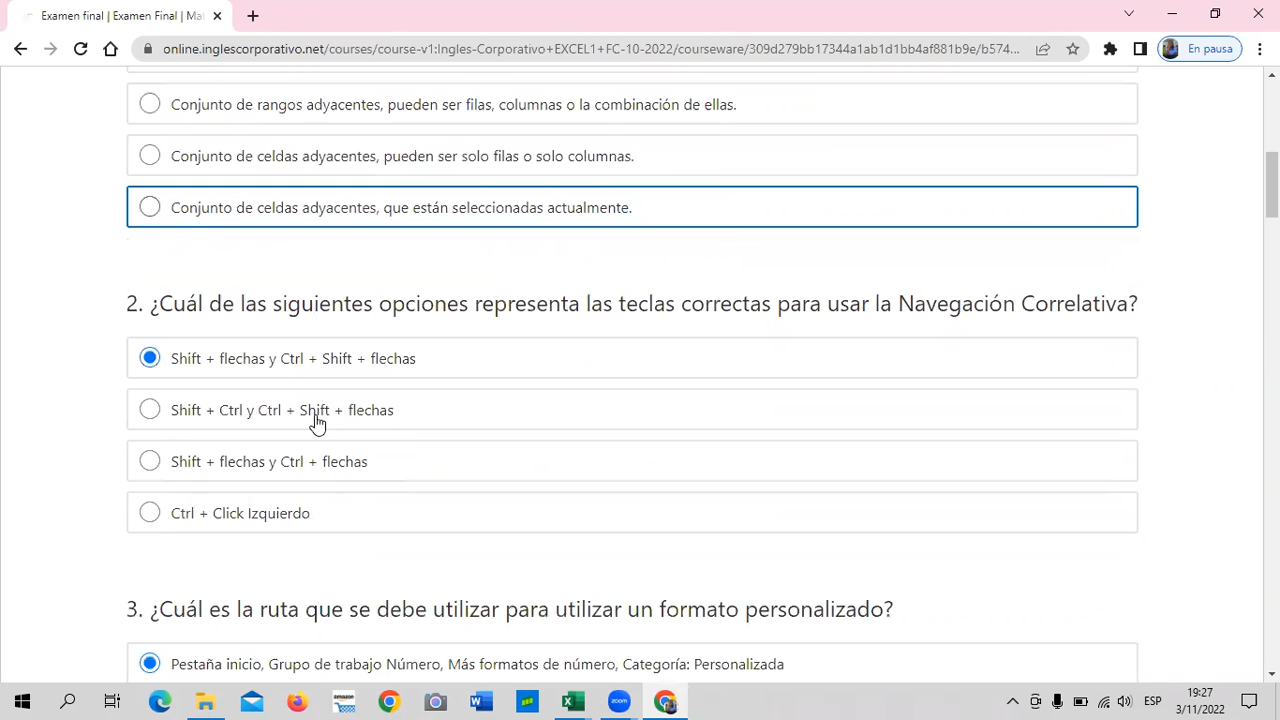 Examen final | Examen Final | Ma
online.inglescorporativo.net/courses/course-v1:Ingles-Corporativo+EXCEL1+FC-10-2022/courseware/309d279bb17344a1ab1d1bb4af881b9e/b574...
En pausa
Conjunto de rangos adyacentes, pueden ser filas, columnas o la combinación de ellas.
Conjunto de celdas adyacentes, pueden ser solo filas o solo columnas.
Conjunto de celdas adyacentes, que están seleccionadas actualmente.
2. ¿Cuál de las siguientes opciones representa las teclas correctas para usar la Navegación Correlativa?
Shift + flechas y Ctrl + Shift + flechas
Shift + Ctrl y Ctrl + Shift + flechas
Shift + flechas y Ctrl + flechas
Ctrl + Click Izquierdo
3. ¿Cuál es la ruta que se debe utilizar para utilizar un formato personalizado?
Pestaña inicio, Grupo de trabajo Número, Más formatos de número, Categoría: Personalizada
amazon
zoom
ESP
19:27
3/11/2022